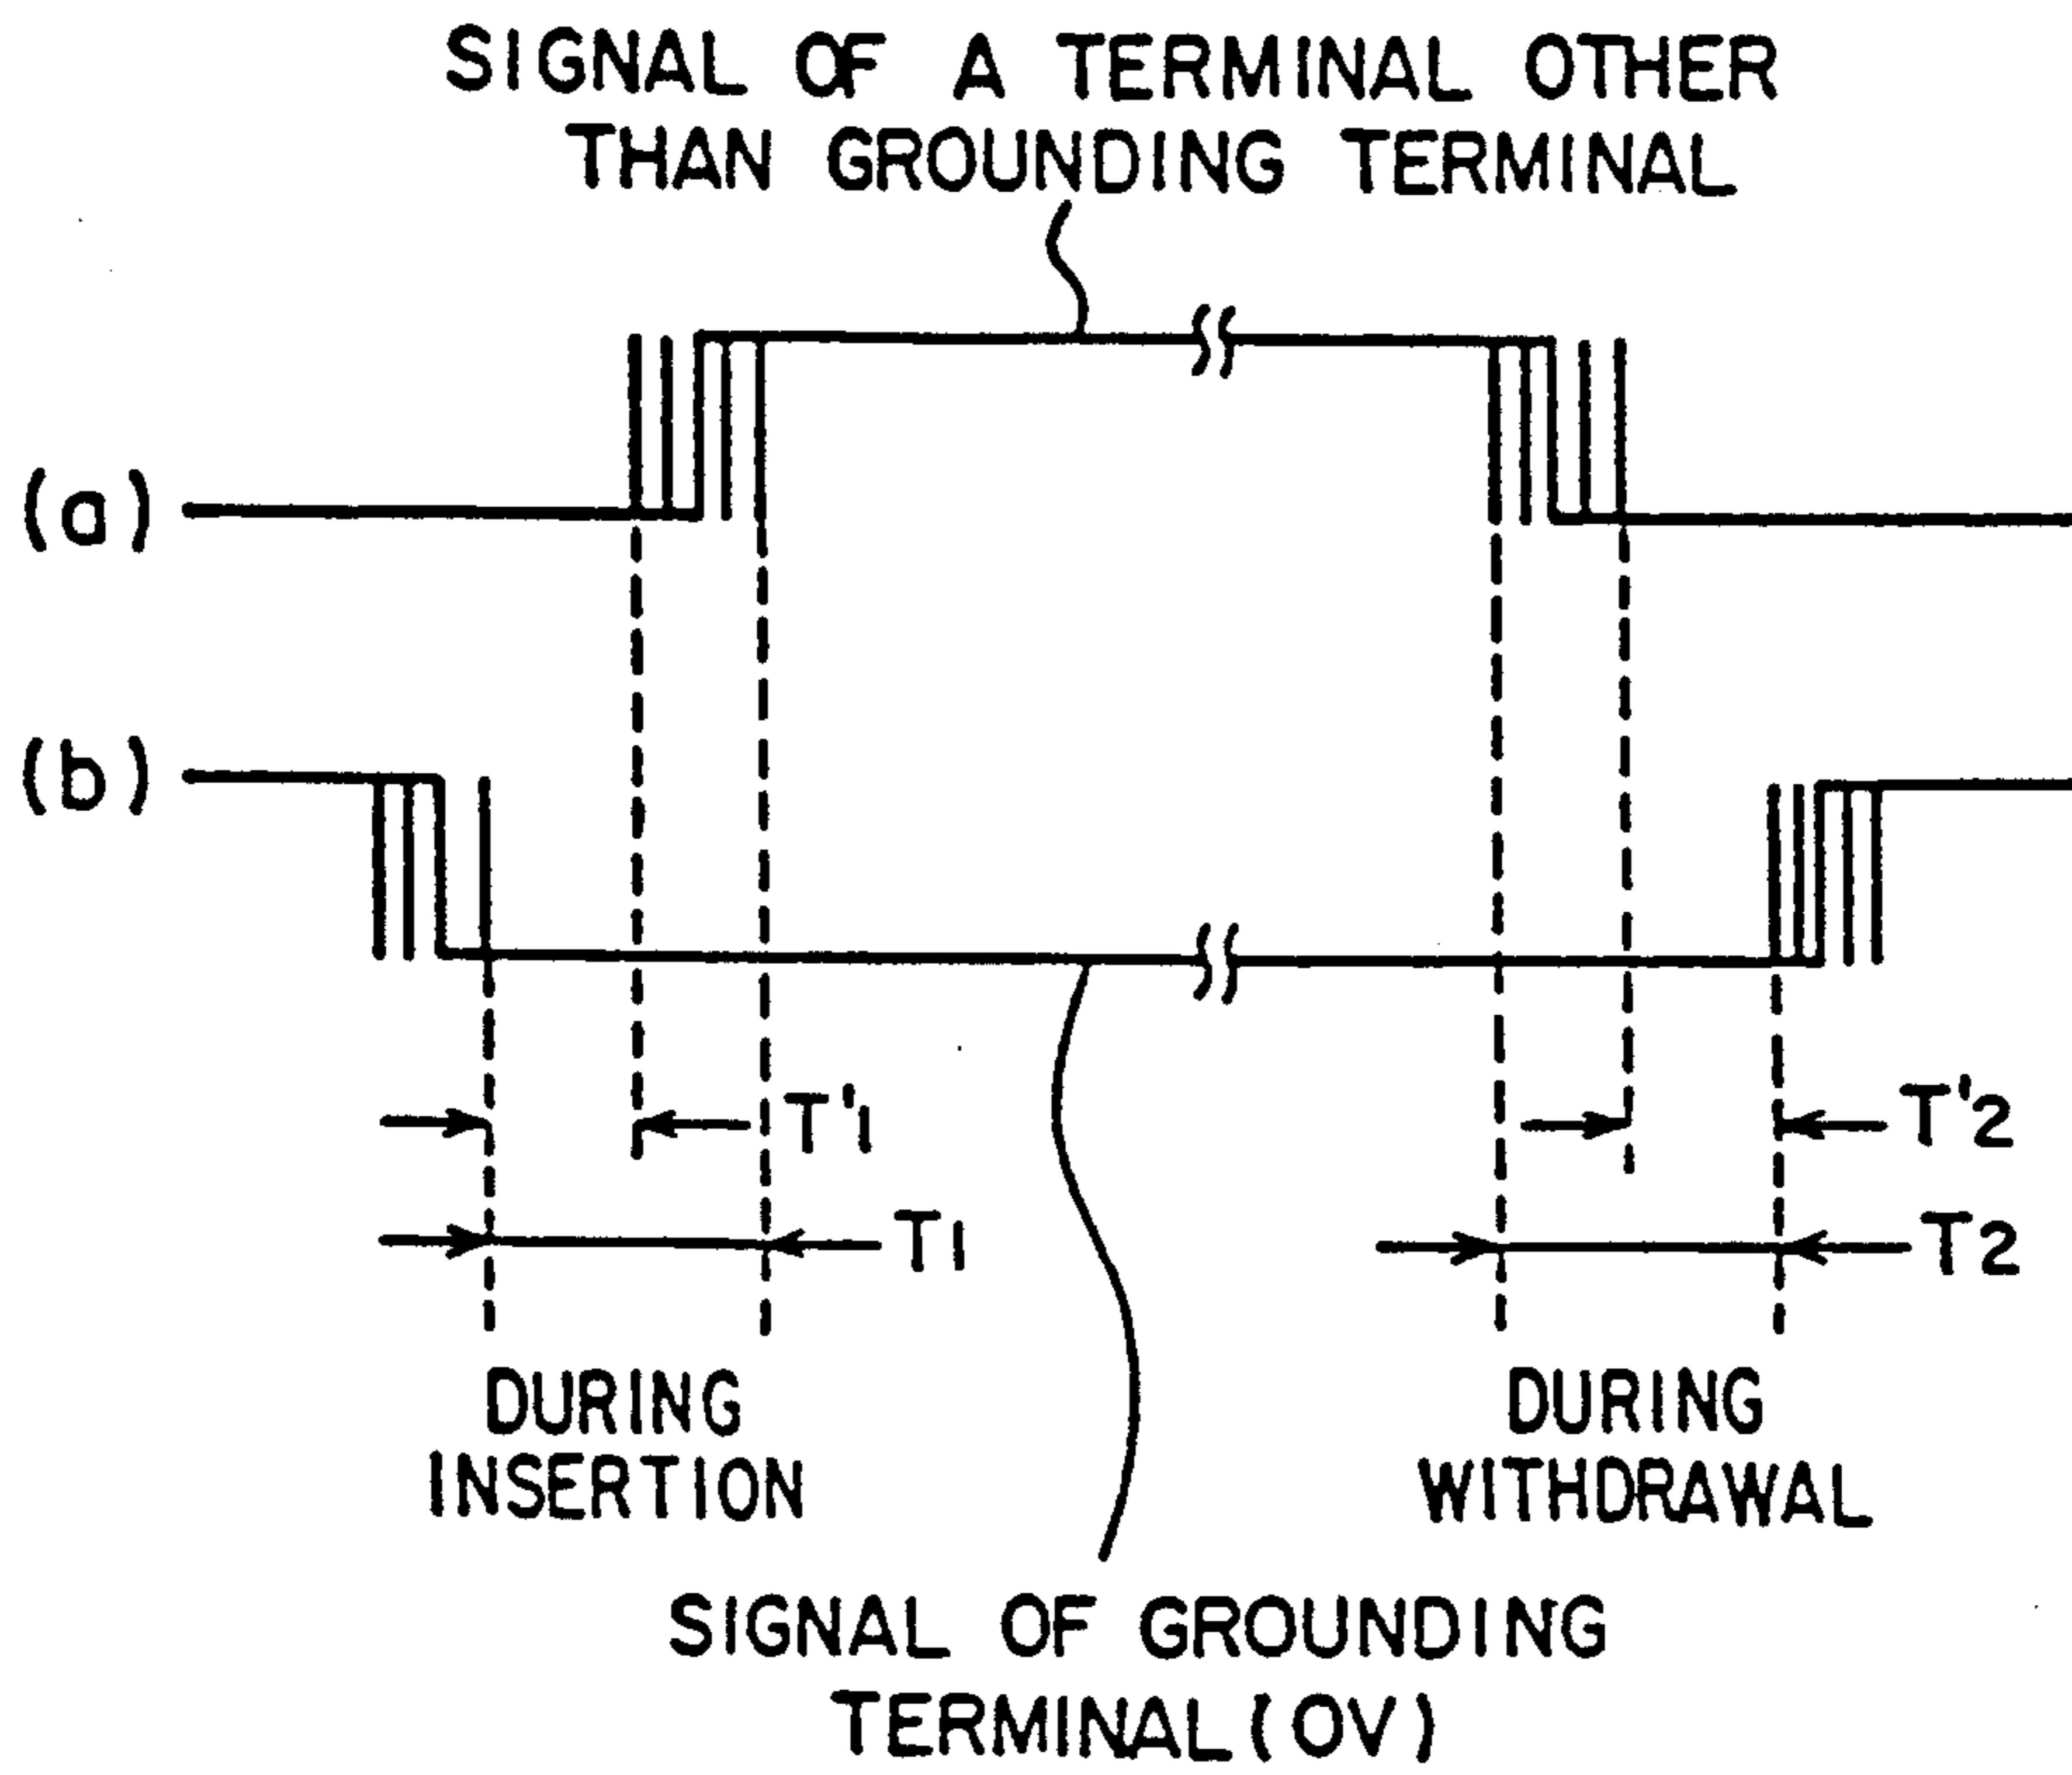 SIGNAL OF A TERMINAL OTHER
THAN GROUNDING TERMINAL
(a)
(b)
T'1
T'2
T1
T2
DURING
INSERTION
DURING
WITHDRAWAL
SIGNAL OF GROUNDING
TERMINAL(OV)